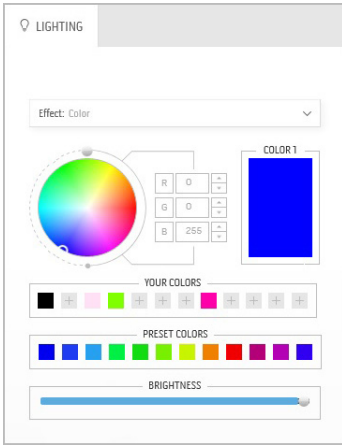 LIGHTING
Effect: Color
COLOR 1
R 0
G 0
B 255
YOUR COLORS
PRESET COLORS
BRIGHTNESS